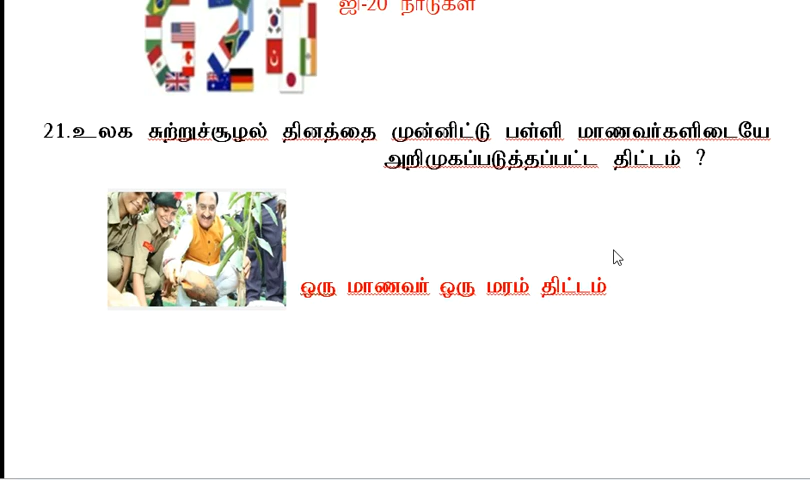 ஜி-20 நாடுகள்
21.உலக சுற்றுச்சூழல் தினத்தை முன்னிட்டு பள்ளி மாணவர்களிடையே
அறிமுகப்படுத்தப்பட்ட திட்டம் ?
ஒரு மாணவர் ஒரு மரம் திட்டம்